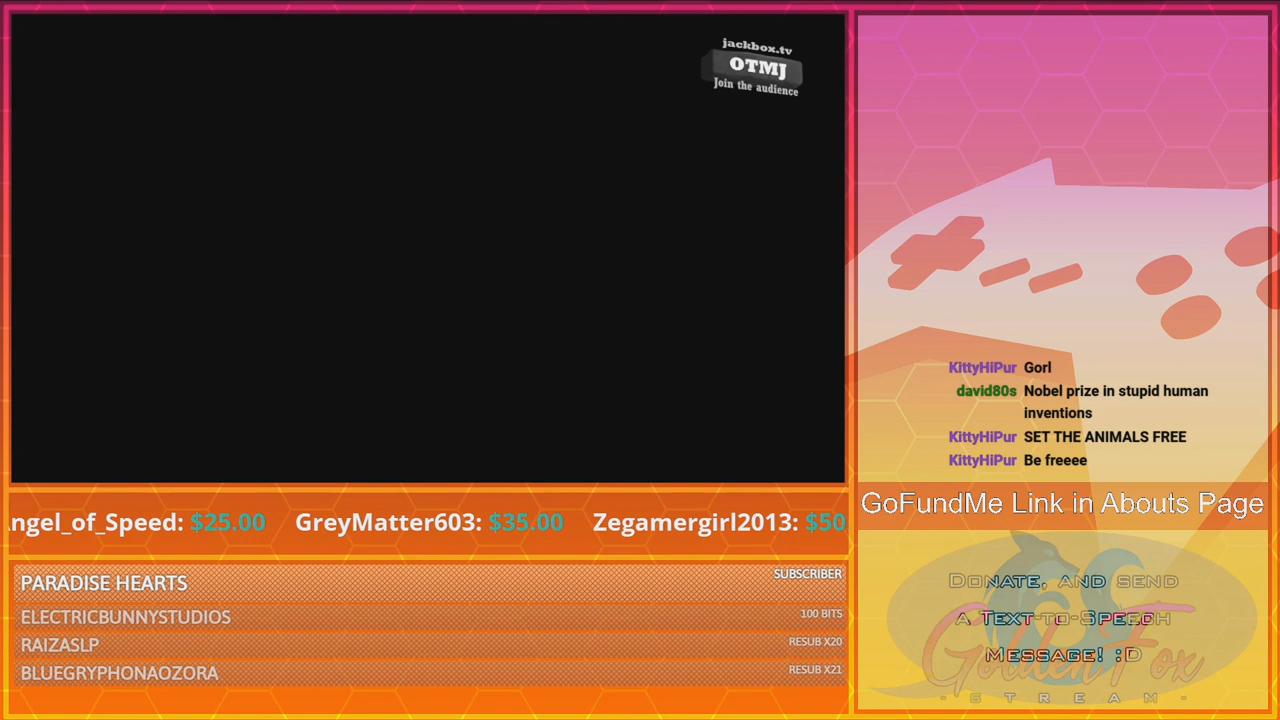 jackbox.tv
OTMJ
Join the audience
KittyHiPur Gorl
david80s Nobel prize in stupid human
inventions
KittyHiPur SET THE ANIMALS FREE
KittyHiPur Be freeee
GoFundMe Link in Abouts Page
ngel_of_Speed: $25.00 GreyMatter603: $35.00 Zegamergirl2013: $50
PARADISE HEARTS SUBSCRIBER
ELECTRICBUNNYSTUDIOS 100 BITS
RAIZASLP RESUB X20
BLUEGRYPHONAOZORA RESUB X21
Donate, and send
a Text-to-Speech
Message! :D
GoldenFox
- S T R E A M -